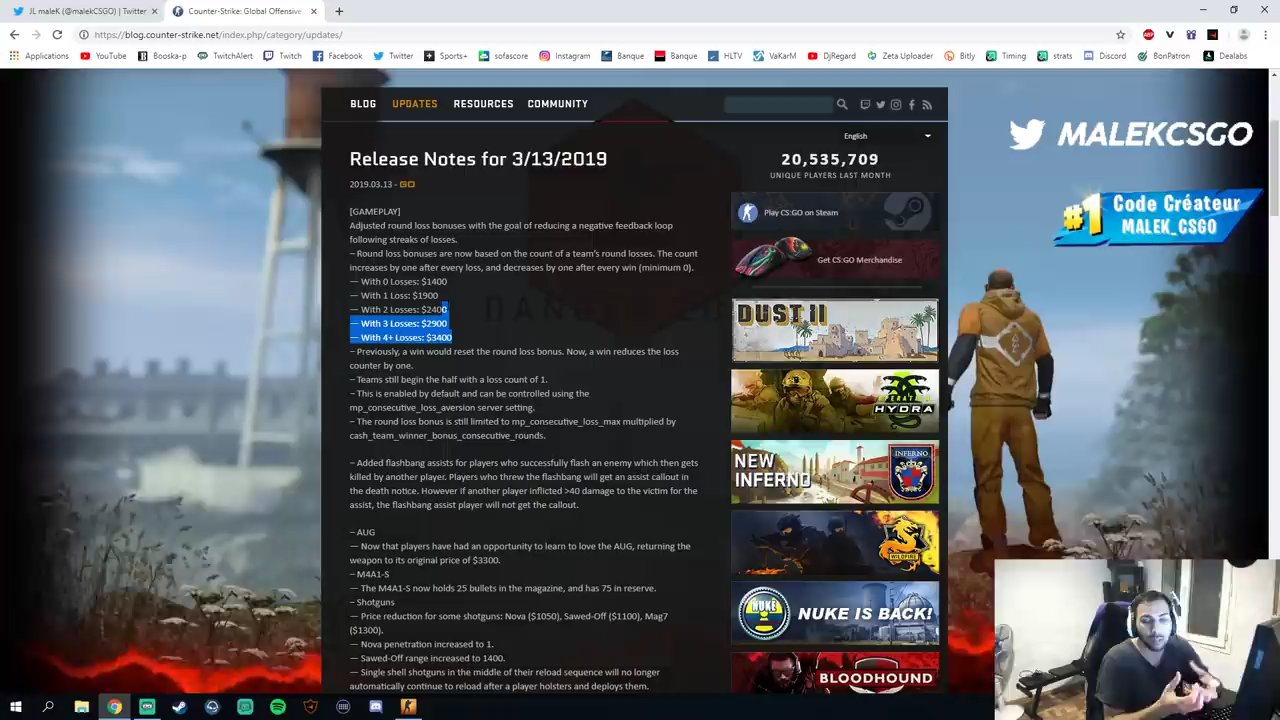 JL maleK (@malekCSGO)
Counter-Strike: Global Offensive
https://blog.counter-strike.net/index.php/category/updates/
Applications
Booska-p
TwitchAlert
Twitch
Facebook
Twitter
Sports+
sofascore
Instagram
Banque
Banque
HLTV
VaKarM
DjRegard
Zeta Uploader
Bitly
Timing
strats
Discord
BonPatron
Dealabs
BLOG UPDATES RESOURCES COMMUNITY
English
MALEKCSGO
#1 Code Créateur
MALEK_CSGO
Release Notes for 3/13/2019
2019.03.13 - GO
20,535,709
UNIQUE PLAYERS LAST MONTH
[GAMEPLAY]
Adjusted round loss bonuses with the goal of reducing a negative feedback loop
following streaks of losses.
– Round loss bonuses are now based on the count of a team's round losses. The count
increases by one after every loss, and decreases by one after every win (minimum 0).
— With 0 Losses: $1400
— With 1 Loss: $1900
— With 2 Losses: $2400
— With 3 Losses: $2900
— With 4+ Losses: $3400
– Previously, a win would reset the round loss bonus. Now, a win reduces the loss
counter by one.
– Teams still begin the half with a loss count of 1.
– This is enabled by default and can be controlled using the
mp_consecutive_loss_aversion server setting.
– The round loss bonus is still limited to mp_consecutive_loss_max multiplied by
cash_team_winner_bonus_consecutive_rounds.
– Added flashbang assists for players who successfully flash an enemy which then gets
killed by another player. Players who threw the flashbang will get an assist callout in
the death notice. However if another player inflicted >40 damage to the victim for the
assist, the flashbang assist player will not get the callout.
– AUG
— Now that players have had an opportunity to learn to love the AUG, returning the
weapon to its original price of $3300.
– M4A1-S
— The M4A1-S now holds 25 bullets in the magazine, and has 75 in reserve.
– Shotguns
— Price reduction for some shotguns: Nova ($1050), Sawed-Off ($1100), Mag7
($1300).
— Nova penetration increased to 1.
— Sawed-Off range increased to 1400.
— Single shell shotguns in the middle of their reload sequence will no longer
automatically continue to reload after a player holsters and deploys them.
Play CS:GO on Steam
Get CS:GO Merchandise
DUST II
OPERATION
HYDRA
NEW
INFERNO
INFERNO
WILDFIRE
NUKE
NUKE IS BACK!
BLOODHOUND